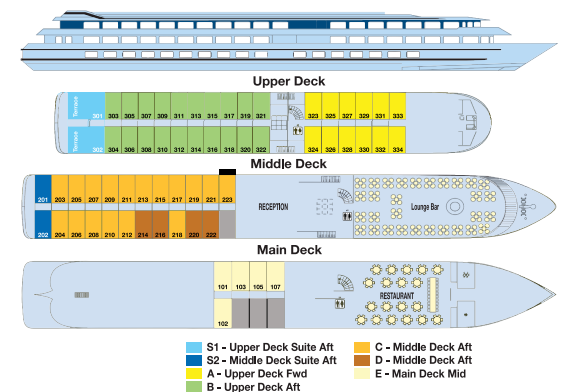 Upper Deck
Terrace 301 303 305 307 309 311 313 315 317 319 321 323 325 327 329 331 333
Terrace 302 304 306 308 310 312 314 316 318 320 322 324 326 328 330 332 334
Middle Deck
201 203 205 207 209 211 213 215 217 219 221 223
RECEPTION
Lounge Bar
202 204 206 208 210 212 214 216 218 220 222
Main Deck
101 103 105 107
RESTAURANT
102
S1 - Upper Deck Suite Aft
S2 - Middle Deck Suite Aft
A - Upper Deck Fwd
B - Upper Deck Aft
C - Middle Deck Aft
D - Middle Deck Aft
E - Main Deck Mid